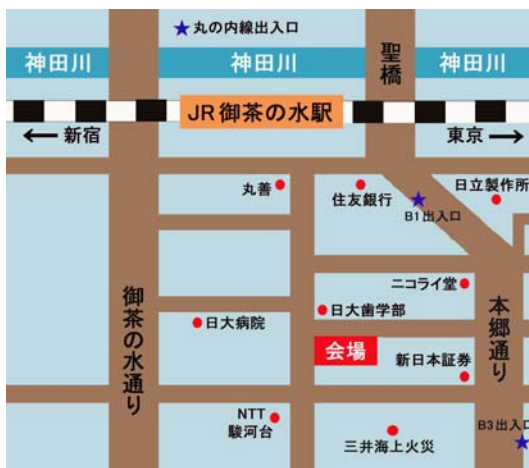 丸の内線出入口
神田川
神田川
聖橋
神田川
JR御茶の水駅
←新宿
東京→
丸善
住友銀行
B1出入口
日立製作所
ニコライ堂
日大歯学部
御茶の水通り
日大病院
会場
新日本証券
本郷通り
NTT
駿河台
三井海上火災
B3出入口